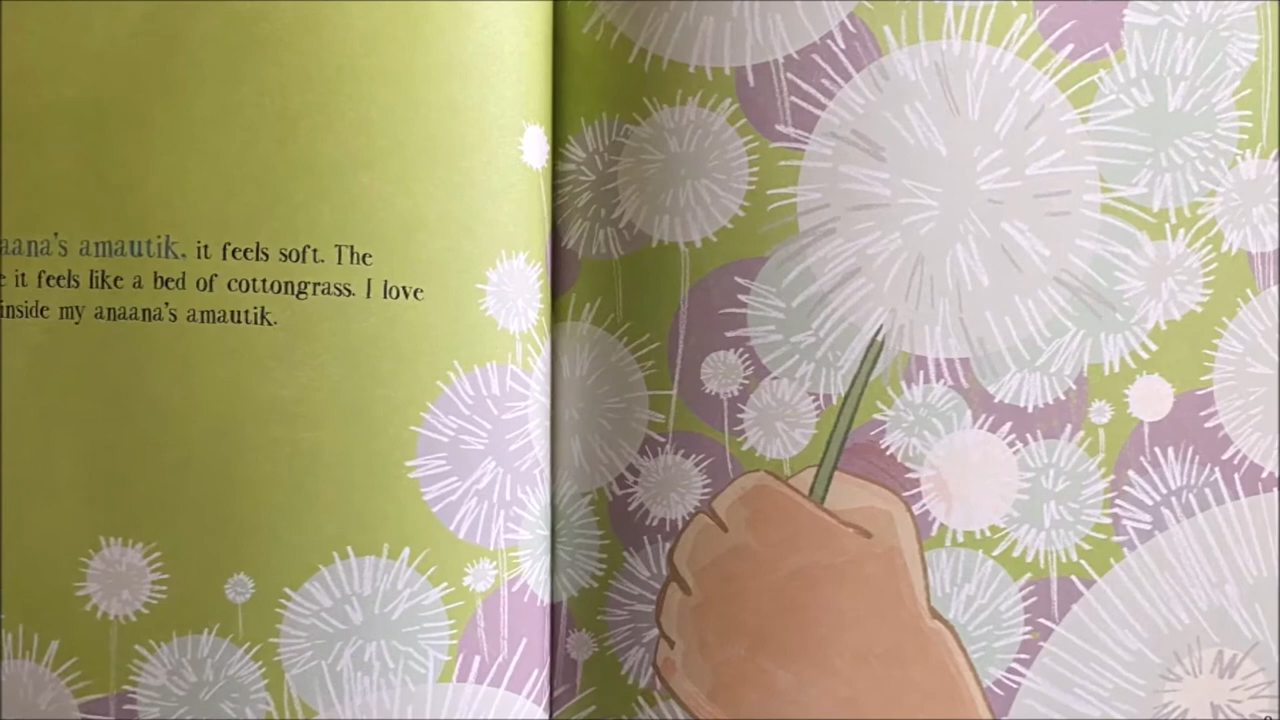 aana's amautik, it feels soft. The
e it feels like a bed of cottongrass. I love
inside my anaana's amautik.